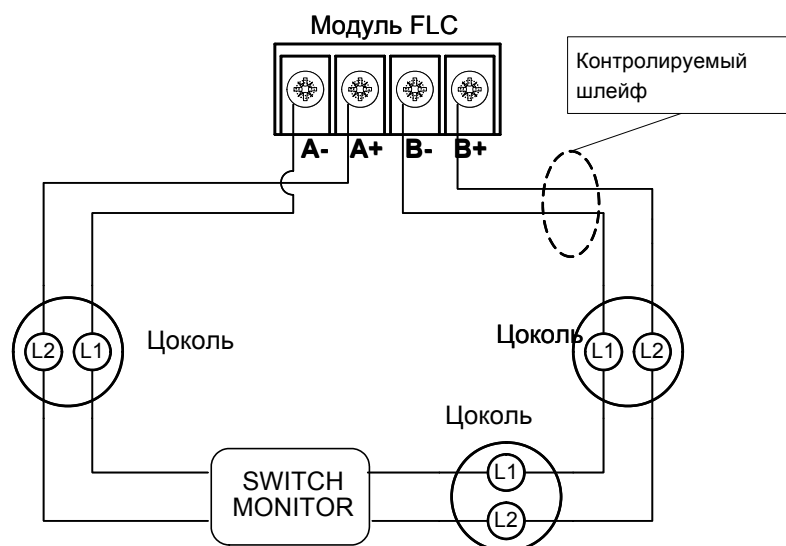 Модуль FLC
Контролируемый
шлейф
A- A+ B- B+
L2 L1
Цоколь
Цоколь
L1 L2
Цоколь
SWITCH
MONITOR
L1
L2